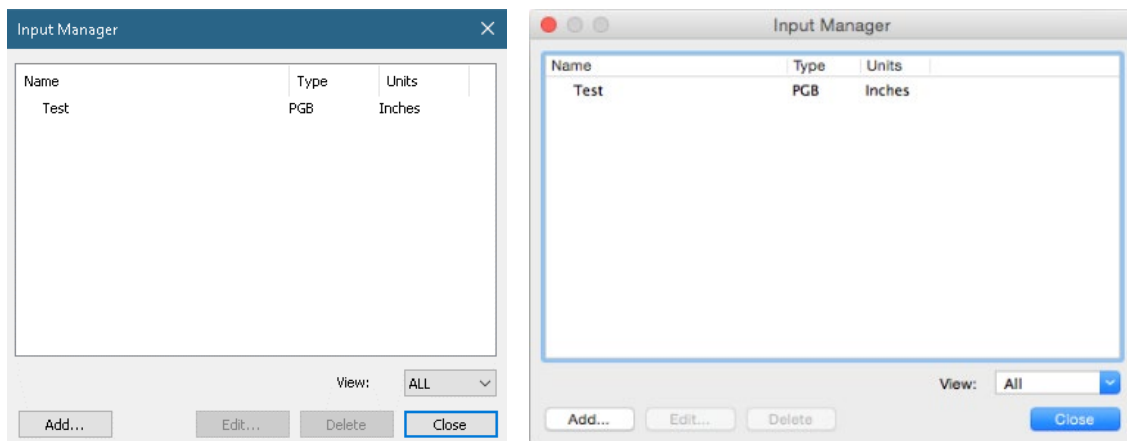 Input Manager
Name Type Units
Test PGB Inches
View: ALL
Add... Edit... Delete Close
Input Manager
Name Type Units
Test PGB Inches
View: All
Add... Edit... Delete Close